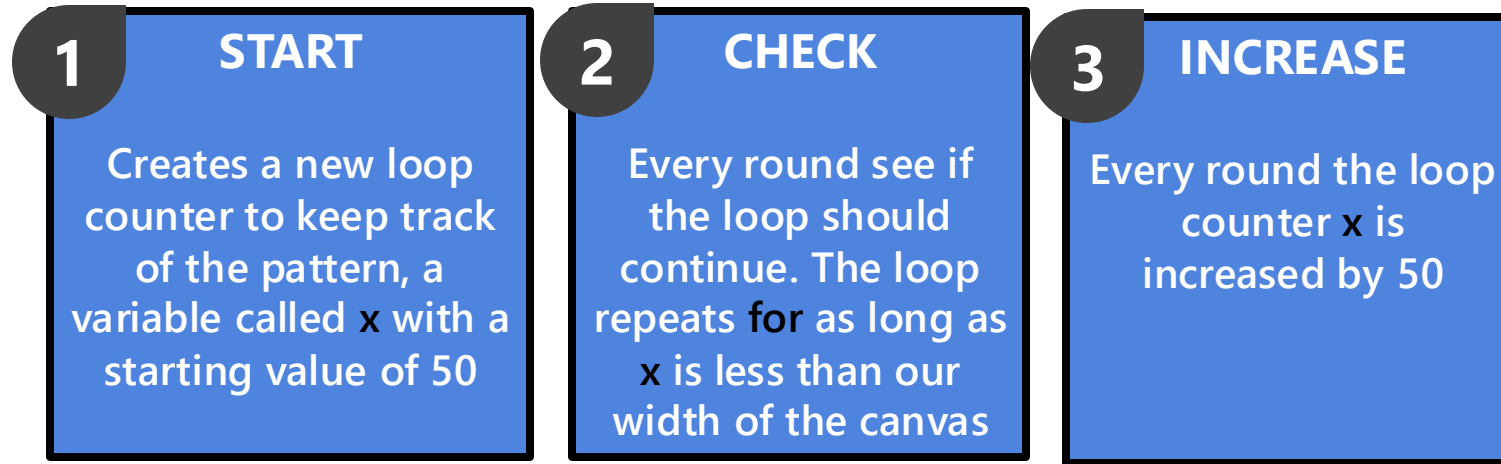 1
START
Creates a new loop
counter to keep track
of the pattern, a
variable called x with a
starting value of 50
2
CHECK
Every round see if
the loop should
continue. The loop
repeats for as long as
x is less than our
width of the canvas
3
INCREASE
Every round the loop
counter x is
increased by 50